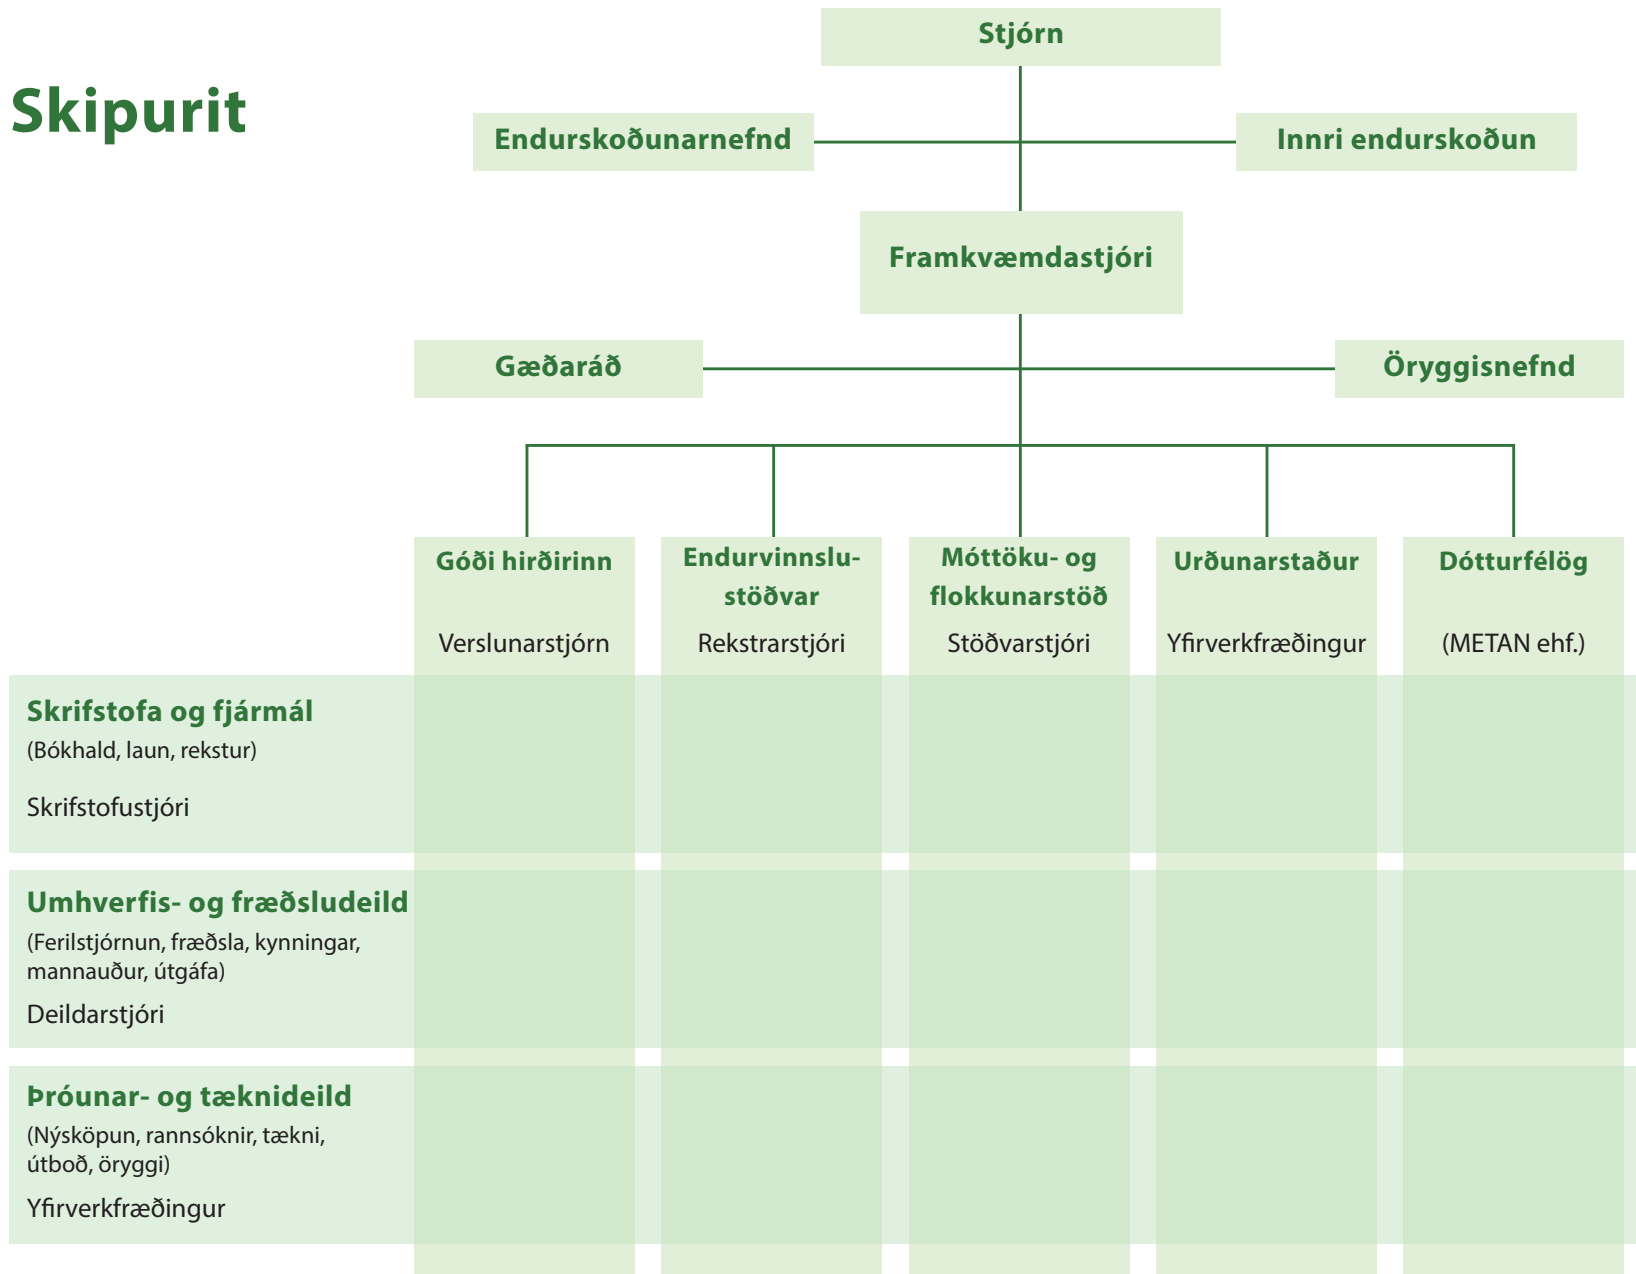 Skipurit
Stjórn
Endurskoðunarnefnd
Innri endurskoðun
Framkvæmdastjóri
Gæðaráð
Öryggisnefnd
Góði hirðirinn
Verslunarstjórn
Endurvinnslu-
stöðvar
Rekstrarstjóri
Móttöku- og
flokkunarstöð
Stöðvarstjóri
Urðunarstaður
Yfirverkfræðingur
Dótturfélög
(METAN ehf.)
Skrifstofa og fjármál
(Bókhald, laun, rekstur)
Skrifstofustjóri
Umhverfis- og fræðsludeild
(Ferilstjórnun, fræðsla, kynningar,
mannauður, útgáfa)
Deildarstjóri
Þróunar- og tæknideild
(Nýsköpun, rannsóknir, tækni,
útboð, öryggi)
Yfirverkfræðingur